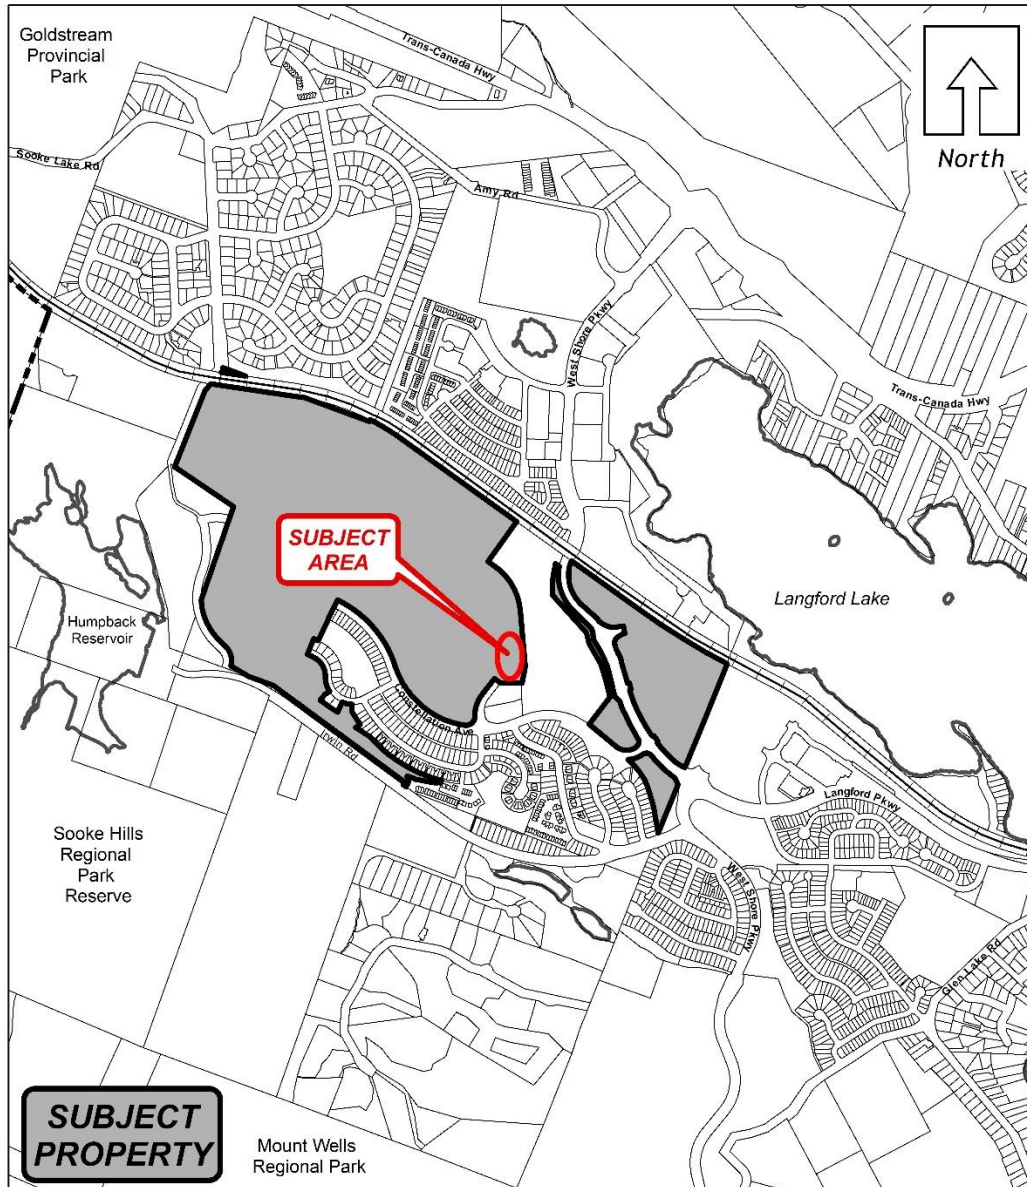 Goldstream
Provincial
Park
Trans-Canada Hwy
North
Sooke Lake Rd
Amy Rd
West Shore Pkwy
Trans-Canada Hwy
SUBJECT
AREA
Langford Lake
Humpback
Reservoir
Constellation Ave
Irwin Rd
Langford Pkwy
Sooke Hills
Regional
Park
Reserve
West Shore Pkwy
Glen Lake Rd
SUBJECT
PROPERTY
Mount Wells
Regional Park